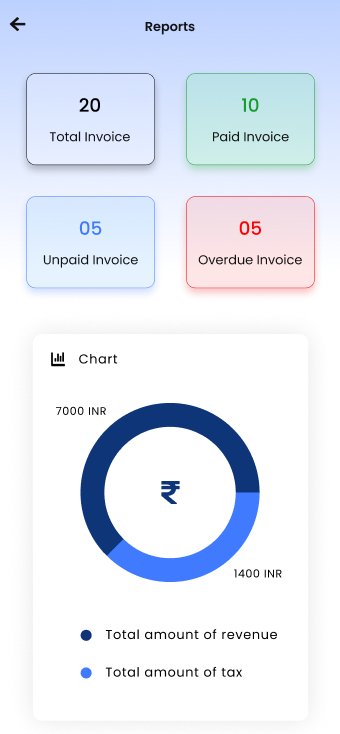 Reports
20
Total Invoice
10
Paid Invoice
05
Unpaid Invoice
05
Overdue Invoice
Chart
7000 INR
₹
1400 INR
Total amount of revenue
Total amount of tax